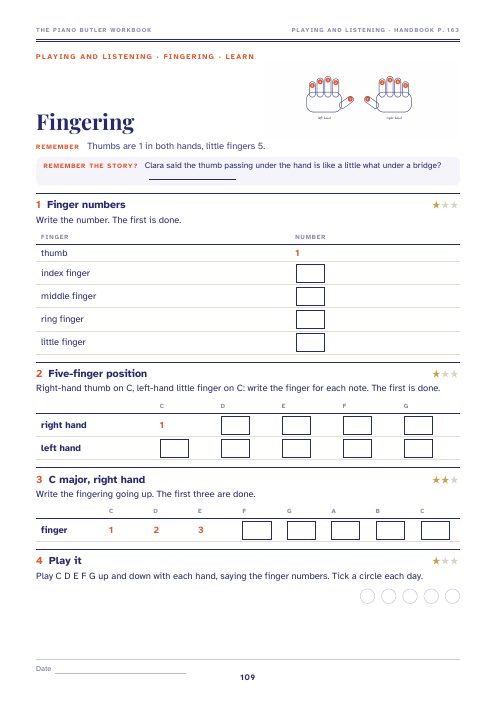 THE PIANO BUTLER WORKBOOK
PLAYING AND LISTENING · HANDBOOK P. 163
PLAYING AND LISTENING · FINGERING · LEARN
left hand
right hand
Fingering
REMEMBER Thumbs are 1 in both hands, little fingers 5.
REMEMBER THE STORY? Clara said the thumb passing under the hand is like a little what under a bridge?
1 Finger numbers
Write the number. The first is done.
FINGER NUMBER
thumb 1
index finger
middle finger
ring finger
little finger
2 Five-finger position
Right-hand thumb on C, left-hand little finger on C: write the finger for each note. The first is done.
C D E F G
right hand 1
left hand
3 C major, right hand
Write the fingering going up. The first three are done.
C D E F G A B C
finger 1 2 3
4 Play it
Play C D E F G up and down with each hand, saying the finger numbers. Tick a circle each day.
Date
109